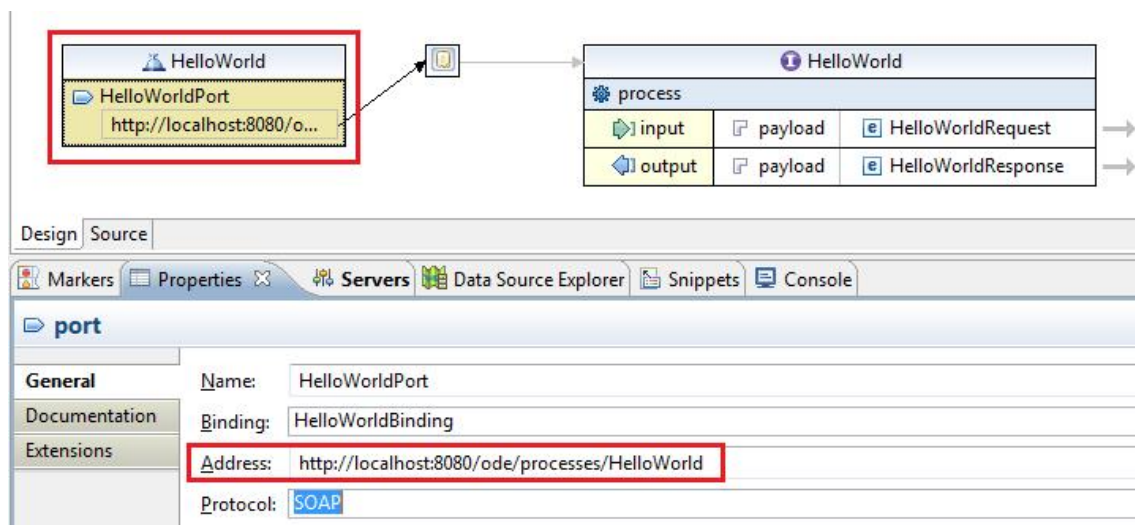 HelloWorld
HelloWorldPort
http://localhost:8080/o...
HelloWorld
process
input payload HelloWorldRequest
output payload HelloWorldResponse
Design Source
Markers Properties Servers Data Source Explorer Snippets Console
port
General Name: HelloWorldPort
Documentation Binding: HelloWorldBinding
Extensions Address: http://localhost:8080/ode/processes/HelloWorld
Protocol: SOAP